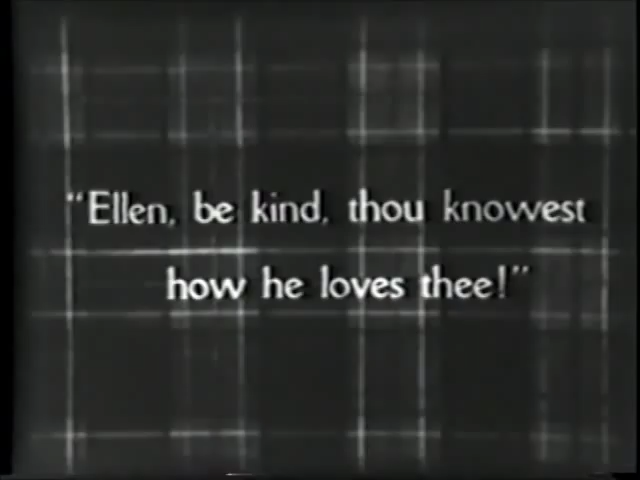 "Ellen, be kind, thou knowest
how he loves thee!"